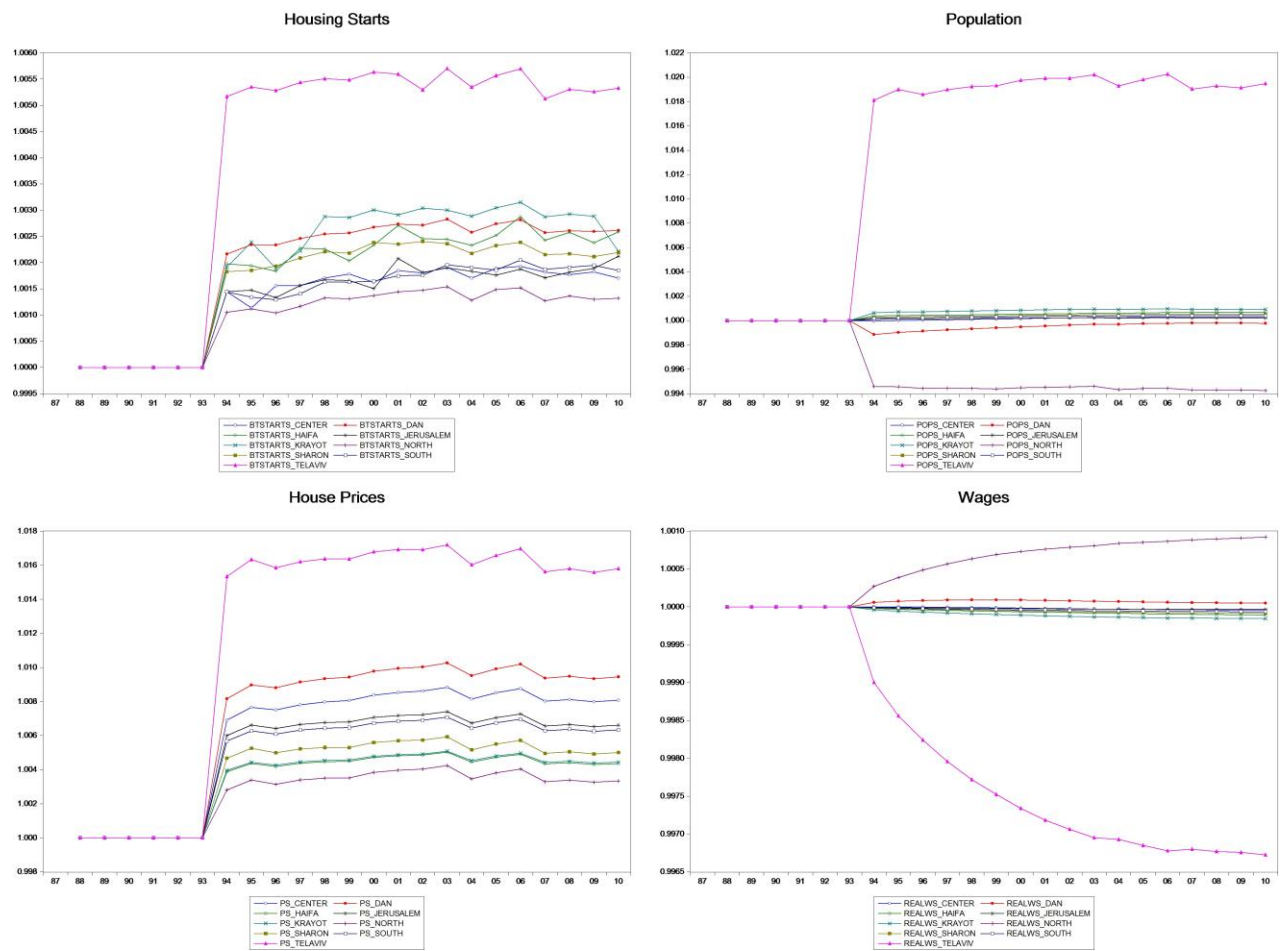 Housing Starts
1.0060
1.0055
1.0050
1.0045
1.0040
1.0035
1.0030
1.0025
1.0020
1.0015
1.0010
1.0005
1.0000
0.9995
87 88 89 90 91 92 93 94 95 96 97 98 99 00 01 02 03 04 05 06 07 08 09 10
BTSTARTS_CENTER BTSTARTS_DAN
BTSTARTS_HAIFA BTSTARTS_JERUSALEM
BTSTARTS_KRAYOT BTSTARTS_NORTH
BTSTARTS_SHARON BTSTARTS_SOUTH
BTSTARTS_TELAVIV
Population
1.022
1.020
1.018
1.016
1.014
1.012
1.010
1.008
1.006
1.004
1.002
1.000
0.998
0.996
0.994
87 88 89 90 91 92 93 94 95 96 97 98 99 00 01 02 03 04 05 06 07 08 09 10
POPS_CENTER POPS_DAN
POPS_HAIFA POPS_JERUSALEM
POPS_KRAYOT POPS_NORTH
POPS_SHARON POPS_SOUTH
POPS_TELAVIV
House Prices
1.018
1.016
1.014
1.012
1.010
1.008
1.006
1.004
1.002
1.000
0.998
87 88 89 90 91 92 93 94 95 96 97 98 99 00 01 02 03 04 05 06 07 08 09 10
PS_CENTER PS_DAN
PS_HAIFA PS_JERUSALEM
PS_KRAYOT PS_NORTH
PS_SHARON PS_SOUTH
PS_TELAVIV
Wages
1.0010
1.0005
1.0000
0.9995
0.9990
0.9985
0.9980
0.9975
0.9970
0.9965
87 88 89 90 91 92 93 94 95 96 97 98 99 00 01 02 03 04 05 06 07 08 09 10
REALWS_CENTER REALWS_DAN
REALWS_HAIFA REALWS_JERUSALEM
REALWS_KRAYOT REALWS_NORTH
REALWS_SHARON REALWS_SOUTH
REALWS_TELAVIV